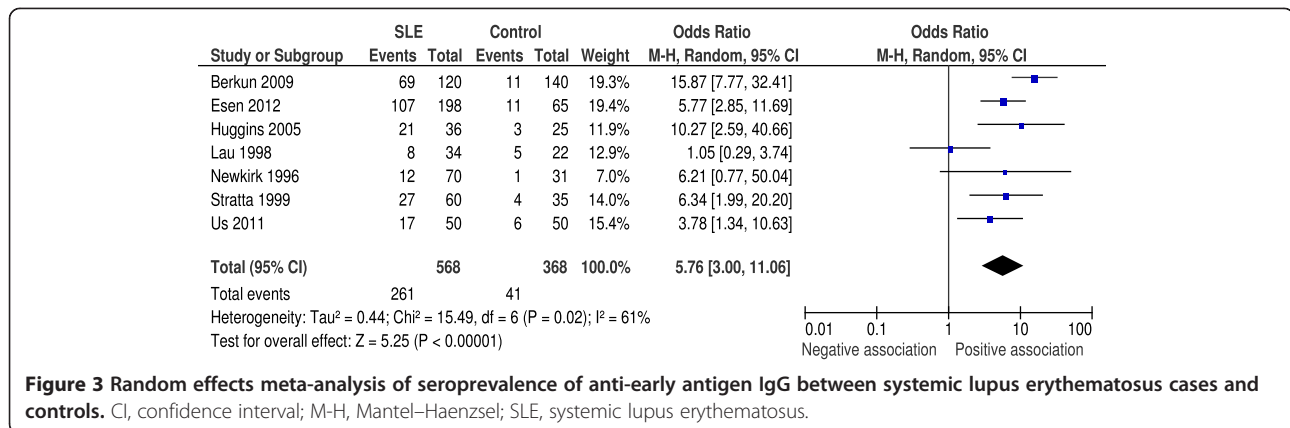 SLE Control Odds Ratio Odds Ratio
Study or Subgroup Events Total Events Total Weight M-H, Random, 95% CI M-H, Random, 95% CI
Berkun 2009 69 120 11 140 19.3% 15.87 [7.77, 32.41]
Esen 2012 107 198 11 65 19.4% 5.77 [2.85, 11.69]
Huggins 2005 21 36 3 25 11.9% 10.27 [2.59, 40.66]
Lau 1998 8 34 5 22 12.9% 1.05 [0.29, 3.74]
Newkirk 1996 12 70 1 31 7.0% 6.21 [0.77, 50.04]
Stratta 1999 27 60 4 35 14.0% 6.34 [1.99, 20.20]
Us 2011 17 50 6 50 15.4% 3.78 [1.34, 10.63]
Total (95% CI) 568 368 100.0% 5.76 [3.00, 11.06]
Total events 261 41
Heterogeneity: Tau² = 0.44; Chi² = 15.49, df = 6 (P = 0.02); I² = 61%
Test for overall effect: Z = 5.25 (P < 0.00001)
0.01 0.1 1 10 100
Negative association Positive association
Figure 3 Random effects meta-analysis of seroprevalence of anti-early antigen IgG between systemic lupus erythematosus cases and
controls. CI, confidence interval; M-H, Mantel–Haenzsel; SLE, systemic lupus erythematosus.